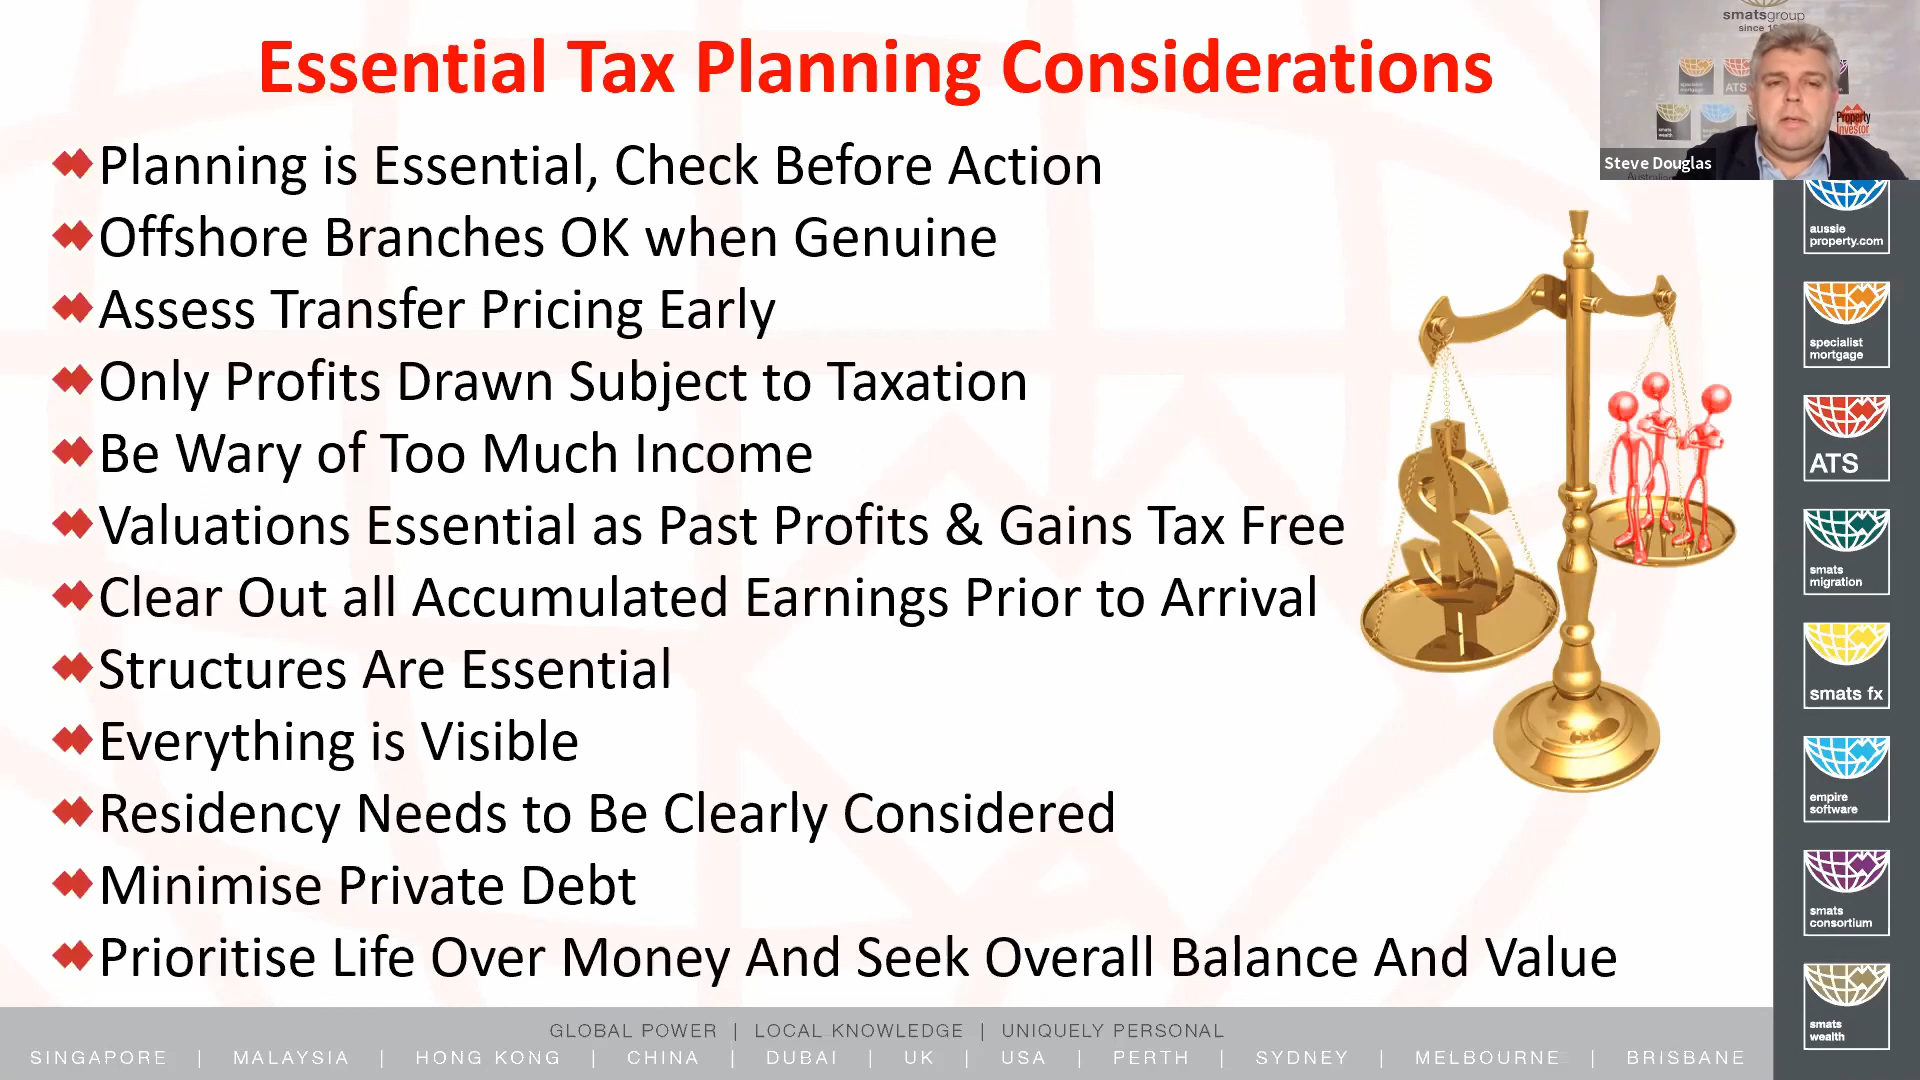 Essential Tax Planning Considerations
Planning is Essential, Check Before Action
Offshore Branches OK when Genuine
Assess Transfer Pricing Early
Only Profits Drawn Subject to Taxation
Be Wary of Too Much Income
Valuations Essential as Past Profits & Gains Tax Free
Clear Out all Accumulated Earnings Prior to Arrival
Structures Are Essential
Everything is Visible
Residency Needs to Be Clearly Considered
Minimise Private Debt
Prioritise Life Over Money And Seek Overall Balance And Value
smatsgroup
since
ATS
Property
Investor
Steve Douglas
aussie
property.com
specialist
mortgage
ATS
smats
migration
smats fx
empire
software
smats
consortium
smats
wealth
GLOBAL POWER | LOCAL KNOWLEDGE | UNIQUELY PERSONAL
SINGAPORE | MALAYSIA | HONG KONG | CHINA | DUBAI | UK | USA | PERTH | SYDNEY | MELBOURNE | BRISBANE